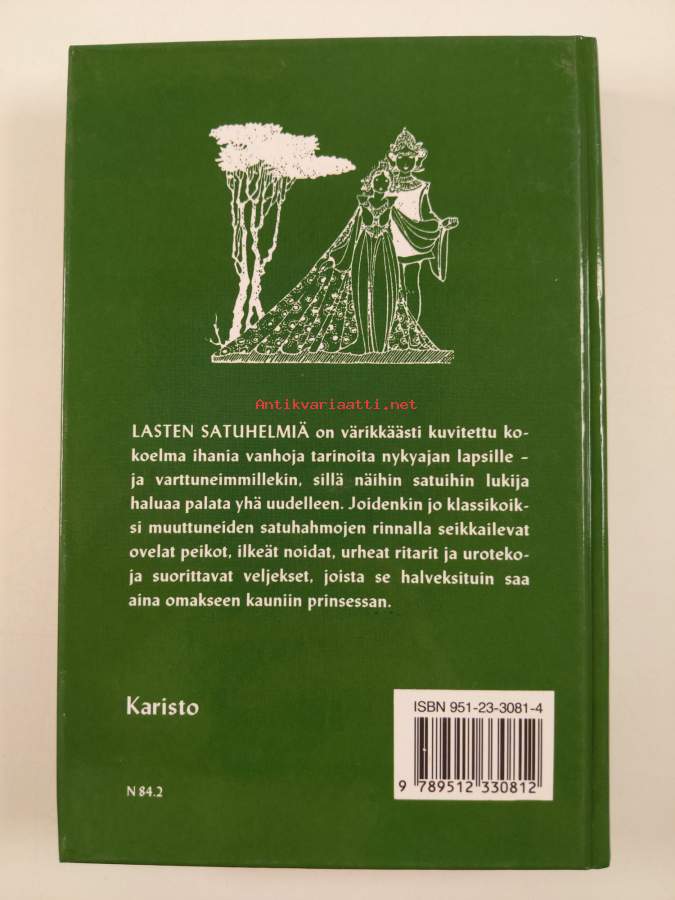 Antikvariaatti.net
LASTEN SATUHELMIÄ on värikkäästi kuvitettu ko-
koelma ihania vanhoja tarinoita nykyajan lapsille –
ja varttuneimmillekin, sillä näihin satuihin lukija
haluaa palata yhä uudelleen. Joidenkin jo klassikoik-
si muuttuneiden satuhahmojen rinnalla seikkailevat
ovelat peikot, ilkeät noidat, urheat ritarit ja uroteko-
ja suorittavat veljekset, joista se halveksituin saa
aina omakseen kauniin prinsessan.
Karisto
ISBN 951-23-3081-4
9 789512 330812
N 84.2